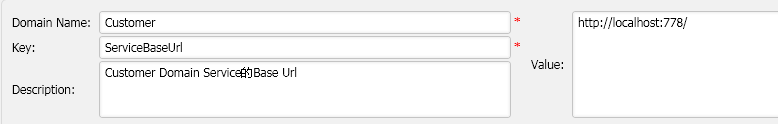 Domain Name: Customer * http://localhost:778/
Key: ServiceBaseUrl *
Value:
Customer Domain Service的Base Url
Description: